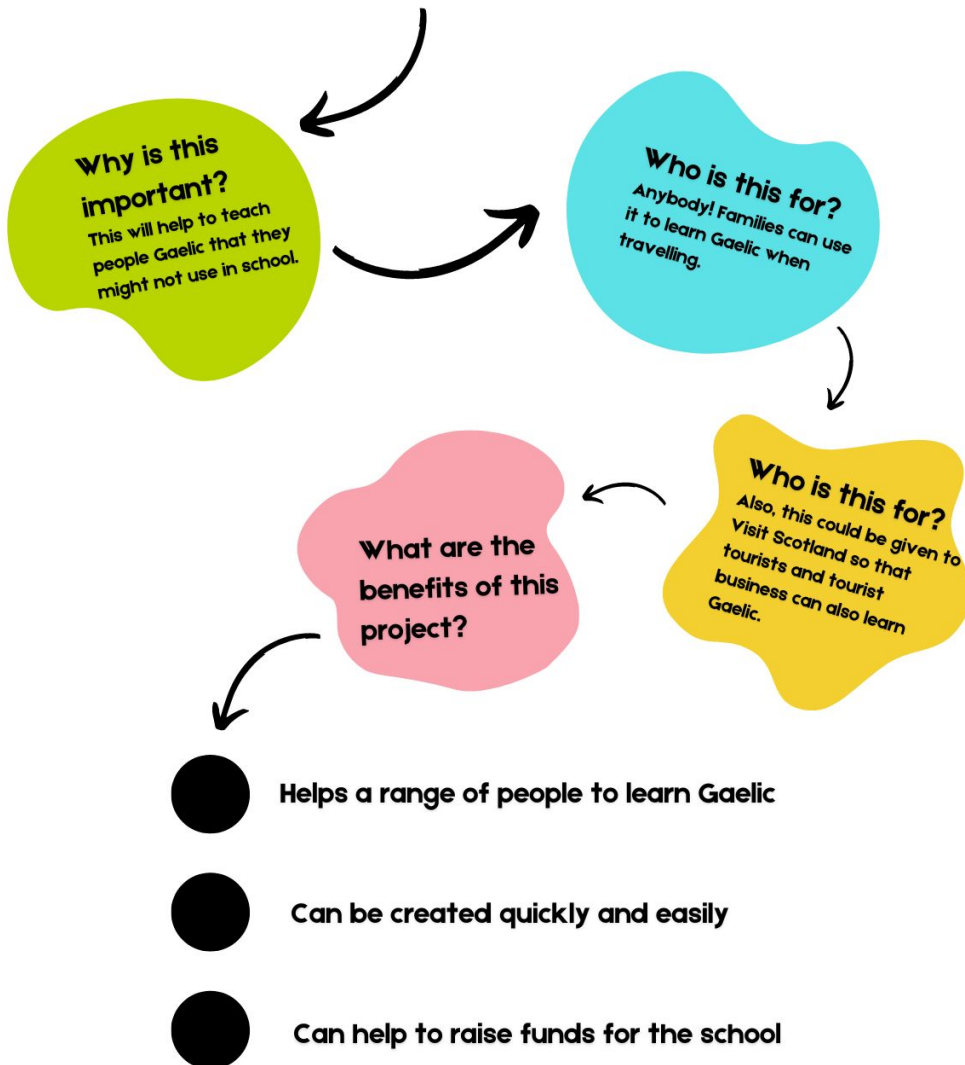 Why is this
important?
This will help to teach
people Gaelic that they
might not use in school.
Who is this for?
Anybody! Families can use
it to learn Gaelic when
travelling.
Who is this for?
Also, this could be given to
Visit Scotland so that
tourists and tourist
business can also learn
Gaelic.
What are the
benefits of this
project?
Helps a range of people to learn Gaelic
Can be created quickly and easily
Can help to raise funds for the school